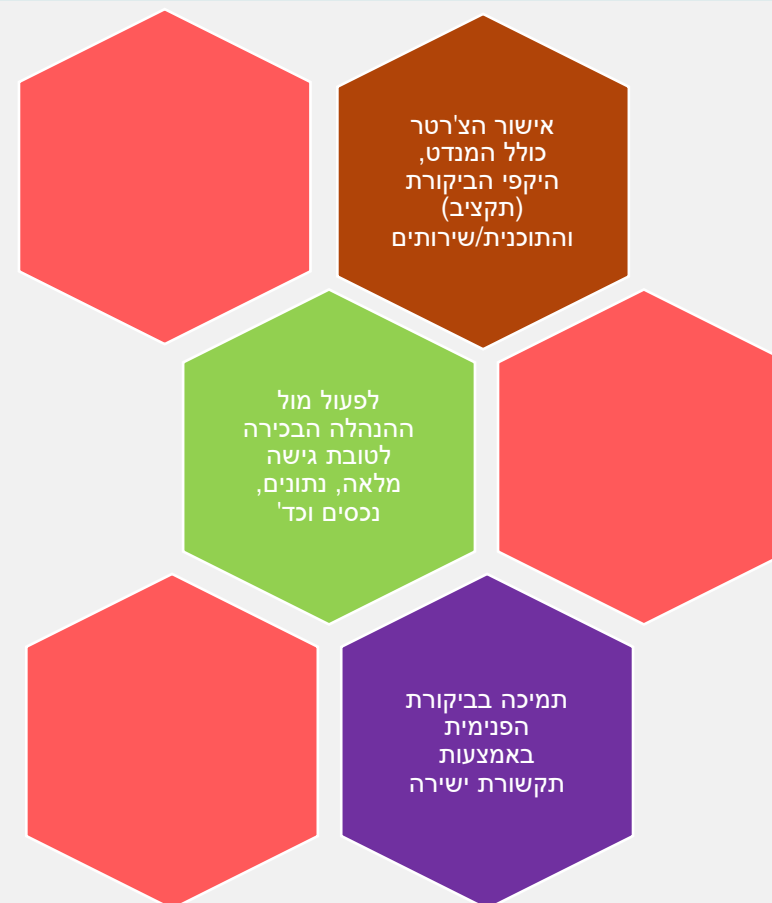 אישור הצ'רטר
כולל המנדט,
היקפי הביקורת
(תקציב)
והתוכנית/שירותים
לפעול מול
ההנהלה הבכירה
לטובת גישה
מלאה, נתונים,
נכסים וכד'
תמיכה בביקורת
הפנימית
באמצעות
תקשורת ישירה